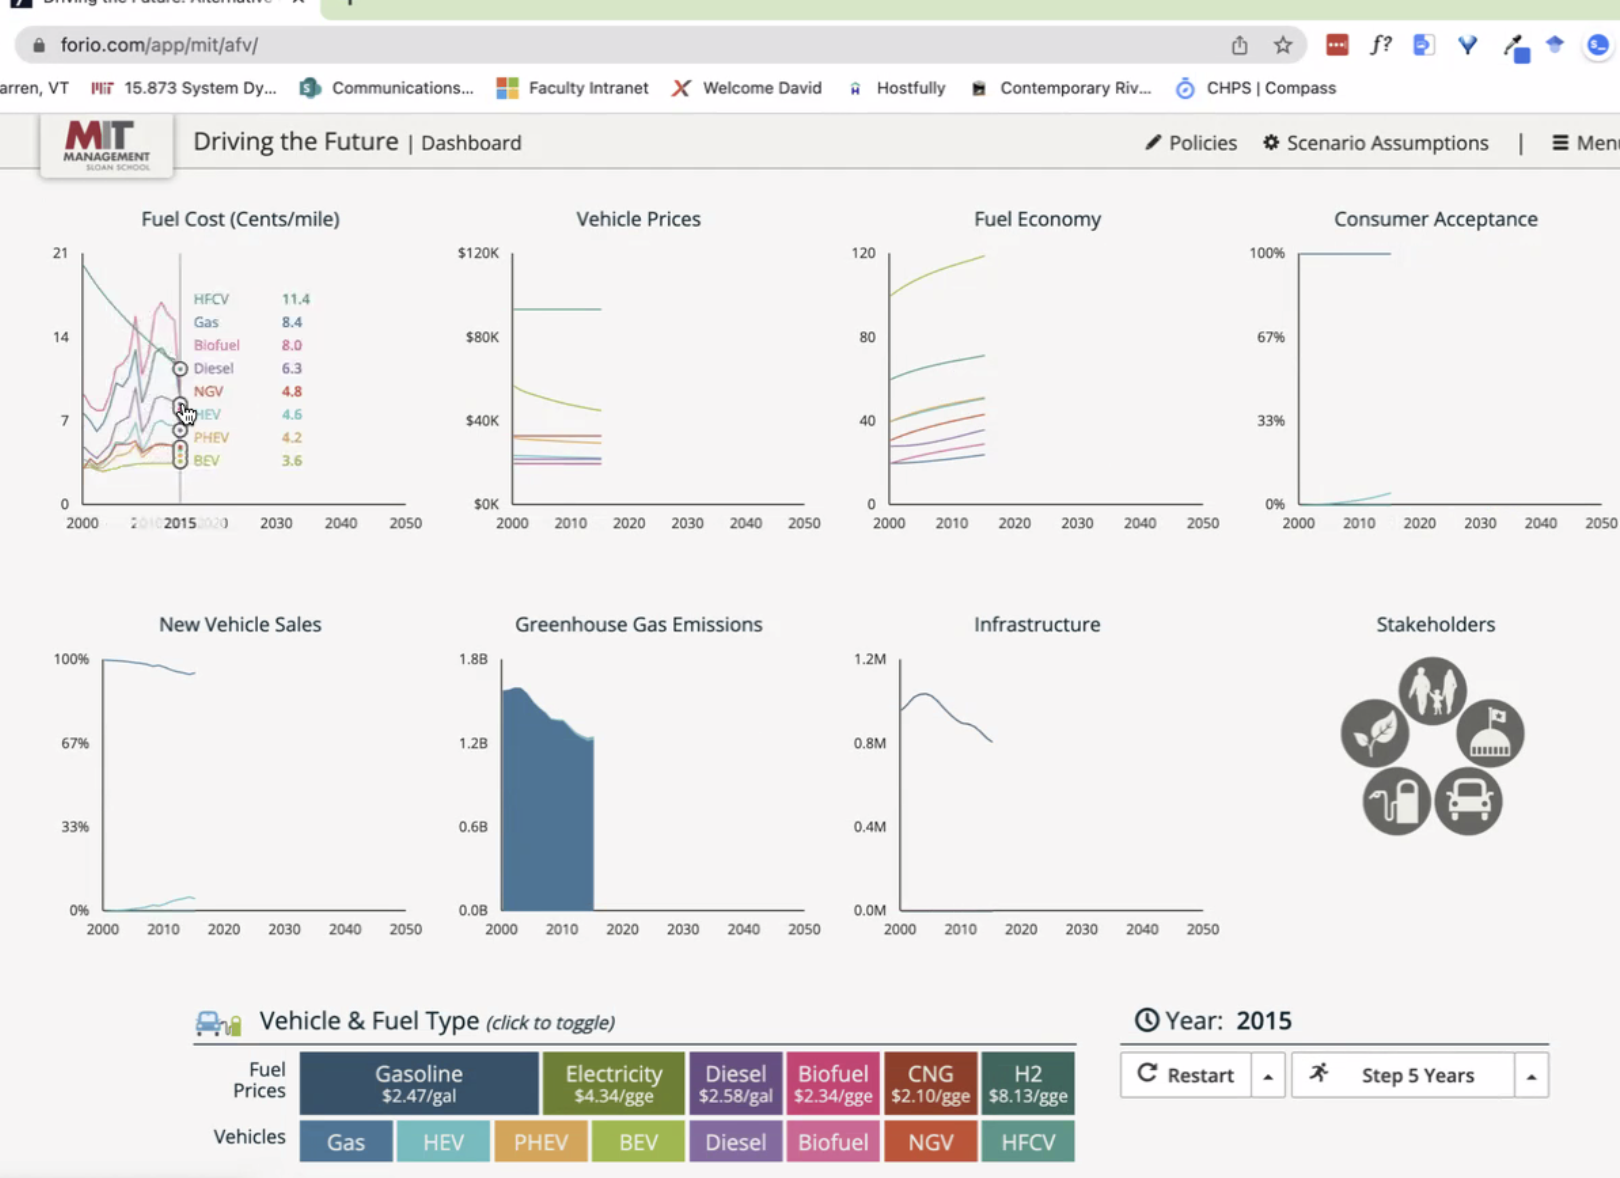 Driving the Future: Alternative
forio.com/app/mit/afv/
f?
arren, VT
MIT 15.873 System Dy...
S Communications...
Faculty Intranet
Welcome David
Hostfully
Contemporary Riv...
CHPS | Compass
MIT
MANAGEMENT
SLOAN SCHOOL
Driving the Future | Dashboard
Policies
Scenario Assumptions
|
Menu
Fuel Cost (Cents/mile)
21
14
7
0
HFCV 11.4
Gas 8.4
Biofuel 8.0
Diesel 6.3
NGV 4.8
HEV 4.6
PHEV 4.2
BEV 3.6
2000 2010 2015 2020 2030 2040 2050
Vehicle Prices
$120K
$80K
$40K
$0K
2000 2010 2020 2030 2040 2050
Fuel Economy
120
80
40
0
2000 2010 2020 2030 2040 2050
Consumer Acceptance
100%
67%
33%
0%
2000 2010 2020 2030 2040 2050
New Vehicle Sales
100%
67%
33%
0%
2000 2010 2020 2030 2040 2050
Greenhouse Gas Emissions
1.8B
1.2B
0.6B
0.0B
2000 2010 2020 2030 2040 2050
Infrastructure
1.2M
0.8M
0.4M
0.0M
2000 2010 2020 2030 2040 2050
Stakeholders
Vehicle & Fuel Type (click to toggle)
Fuel
Prices
Gasoline
$2.47/gal
Electricity
$4.34/gge
Diesel
$2.58/gal
Biofuel
$2.34/gge
CNG
$2.10/gge
H2
$8.13/gge
Vehicles
Gas
HEV
PHEV
BEV
Diesel
Biofuel
NGV
HFCV
Year: 2015
Restart
Step 5 Years